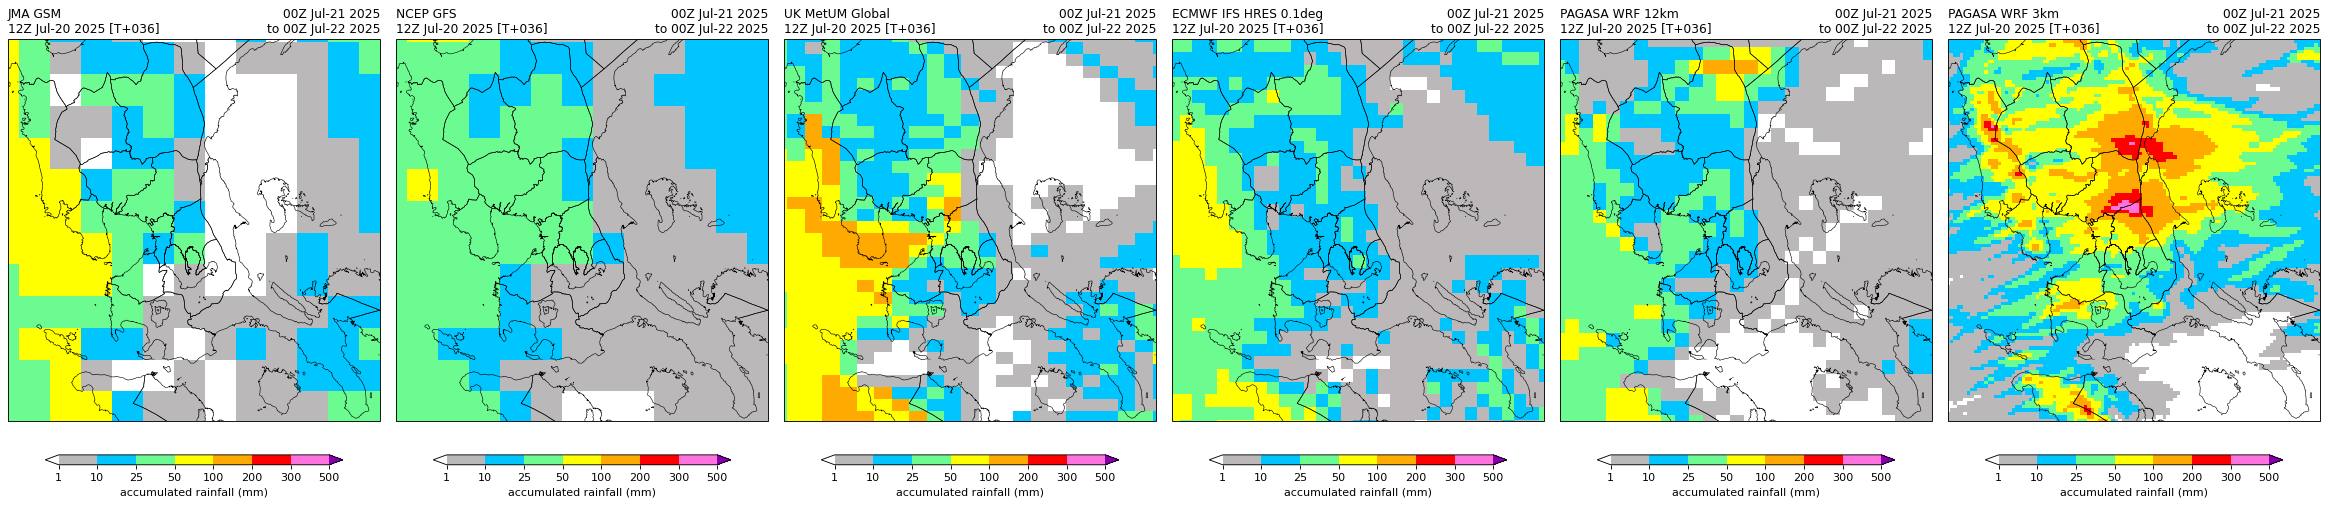 JMA GSM 00Z Jul-21 2025
12Z Jul-20 2025 [T+036] to 00Z Jul-22 2025
1 10 25 50 100 200 300 500
accumulated rainfall (mm)
NCEP GFS 00Z Jul-21 2025
12Z Jul-20 2025 [T+036] to 00Z Jul-22 2025
1 10 25 50 100 200 300 500
accumulated rainfall (mm)
UK MetUM Global 00Z Jul-21 2025
12Z Jul-20 2025 [T+036] to 00Z Jul-22 2025
1 10 25 50 100 200 300 500
accumulated rainfall (mm)
ECMWF IFS HRES 0.1deg 00Z Jul-21 2025
12Z Jul-20 2025 [T+036] to 00Z Jul-22 2025
1 10 25 50 100 200 300 500
accumulated rainfall (mm)
PAGASA WRF 12km 00Z Jul-21 2025
12Z Jul-20 2025 [T+036] to 00Z Jul-22 2025
1 10 25 50 100 200 300 500
accumulated rainfall (mm)
PAGASA WRF 3km 00Z Jul-21 2025
12Z Jul-20 2025 [T+036] to 00Z Jul-22 2025
1 10 25 50 100 200 300 500
accumulated rainfall (mm)